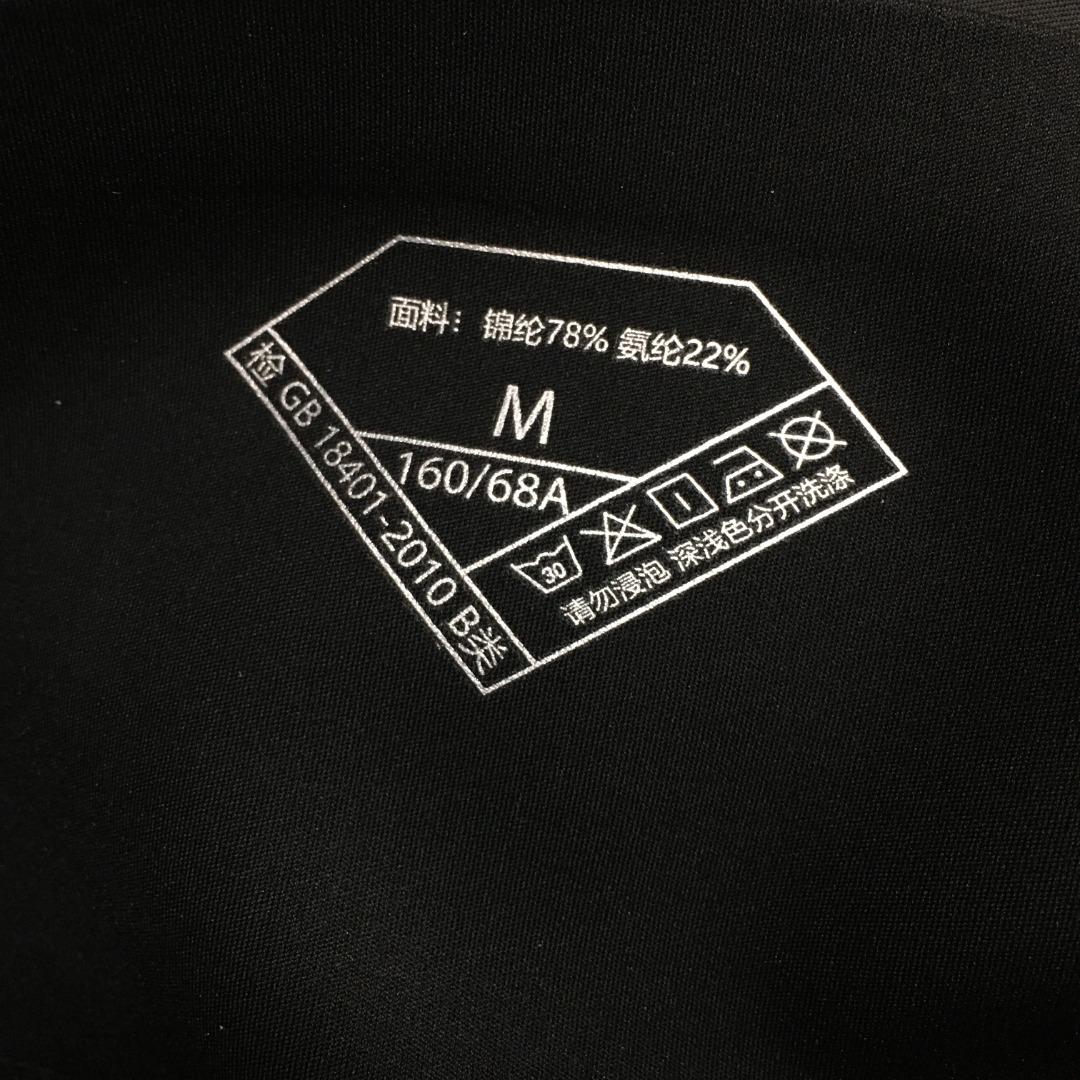 面料：锦纶78% 氨纶22%
M
160/68A
检 GB 18401-2010 B类
30
请勿浸泡 深浅色分开洗涤